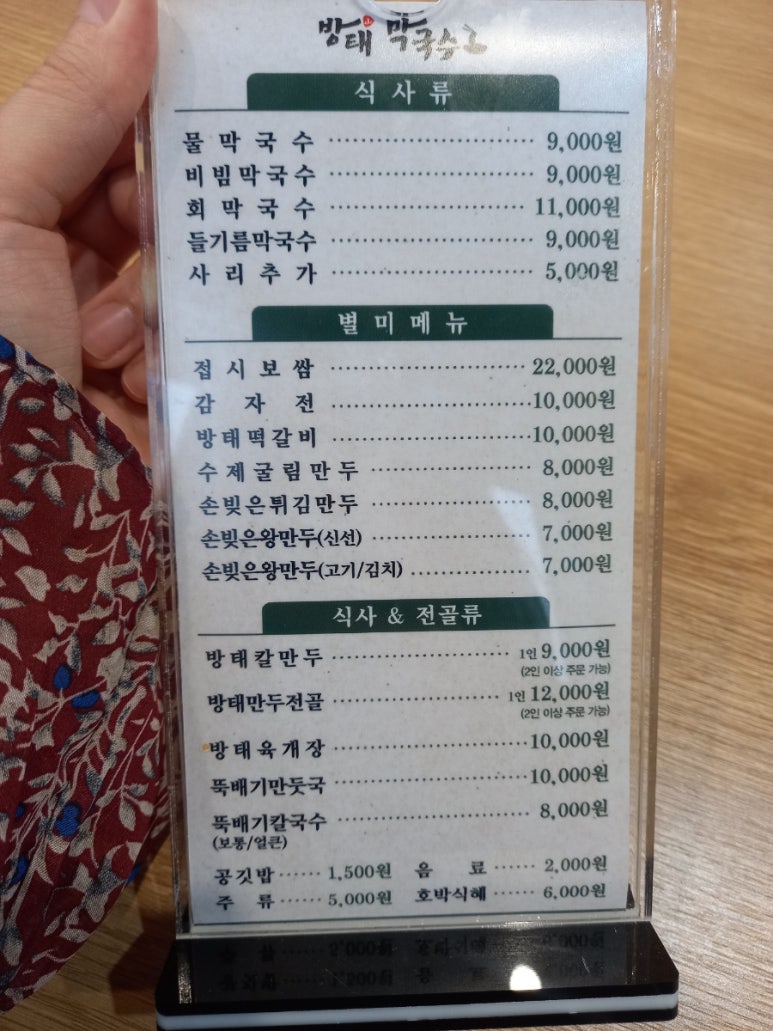 방태 막국수
식사류
물막국수 ........................ 9,000원
비빔막국수 ........................ 9,000원
회막국수 ........................ 11,000원
들기름막국수 ........................ 9,000원
사리추가 ........................ 5,000원
별미메뉴
접시보쌈 ........................ 22,000원
감자전 ........................ 10,000원
방태떡갈비 ........................ 10,000원
수제굴림만두 .................... 8,000원
손빚은튀김만두 .................... 8,000원
손빚은왕만두(신선) .................... 7,000원
손빚은왕만두(고기/김치) ................ 7,000원
식사 & 전골류
방태칼만두 ........................ 1인 9,000원
(2인 이상 주문 가능)
방태만두전골 ........................ 1인 12,000원
(2인 이상 주문 가능)
방태육개장 ........................ 10,000원
뚝배기만둣국 ........................ 10,000원
뚝배기칼국수 ........................ 8,000원
(보통/얼큰)
공깃밥 ...... 1,500원 음료 ...... 2,000원
주류 ...... 5,000원 호박식혜 ...... 6,000원